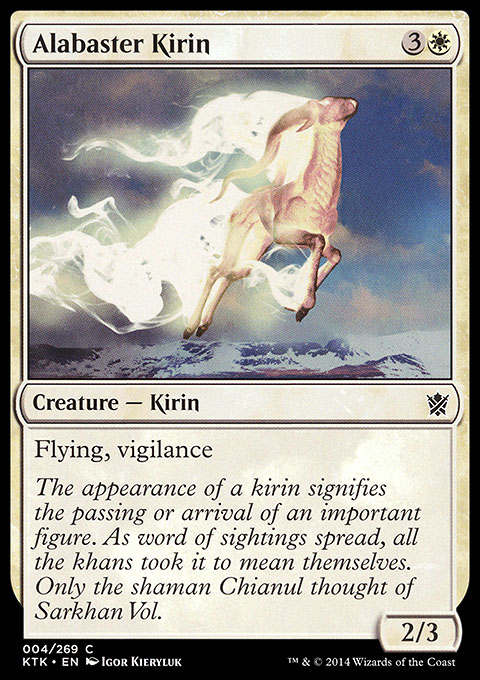 Alabaster Kirin 3
Creature — Kirin
Flying, vigilance
The appearance of a kirin signifies
the passing or arrival of an important
figure. As word of sightings spread, all
the khans took it to mean themselves.
Only the shaman Chianul thought of
Sarkhan Vol.
2/3
004/269 C
KTK • EN Igor Kieryluk
™ & © 2014 Wizards of the Coast